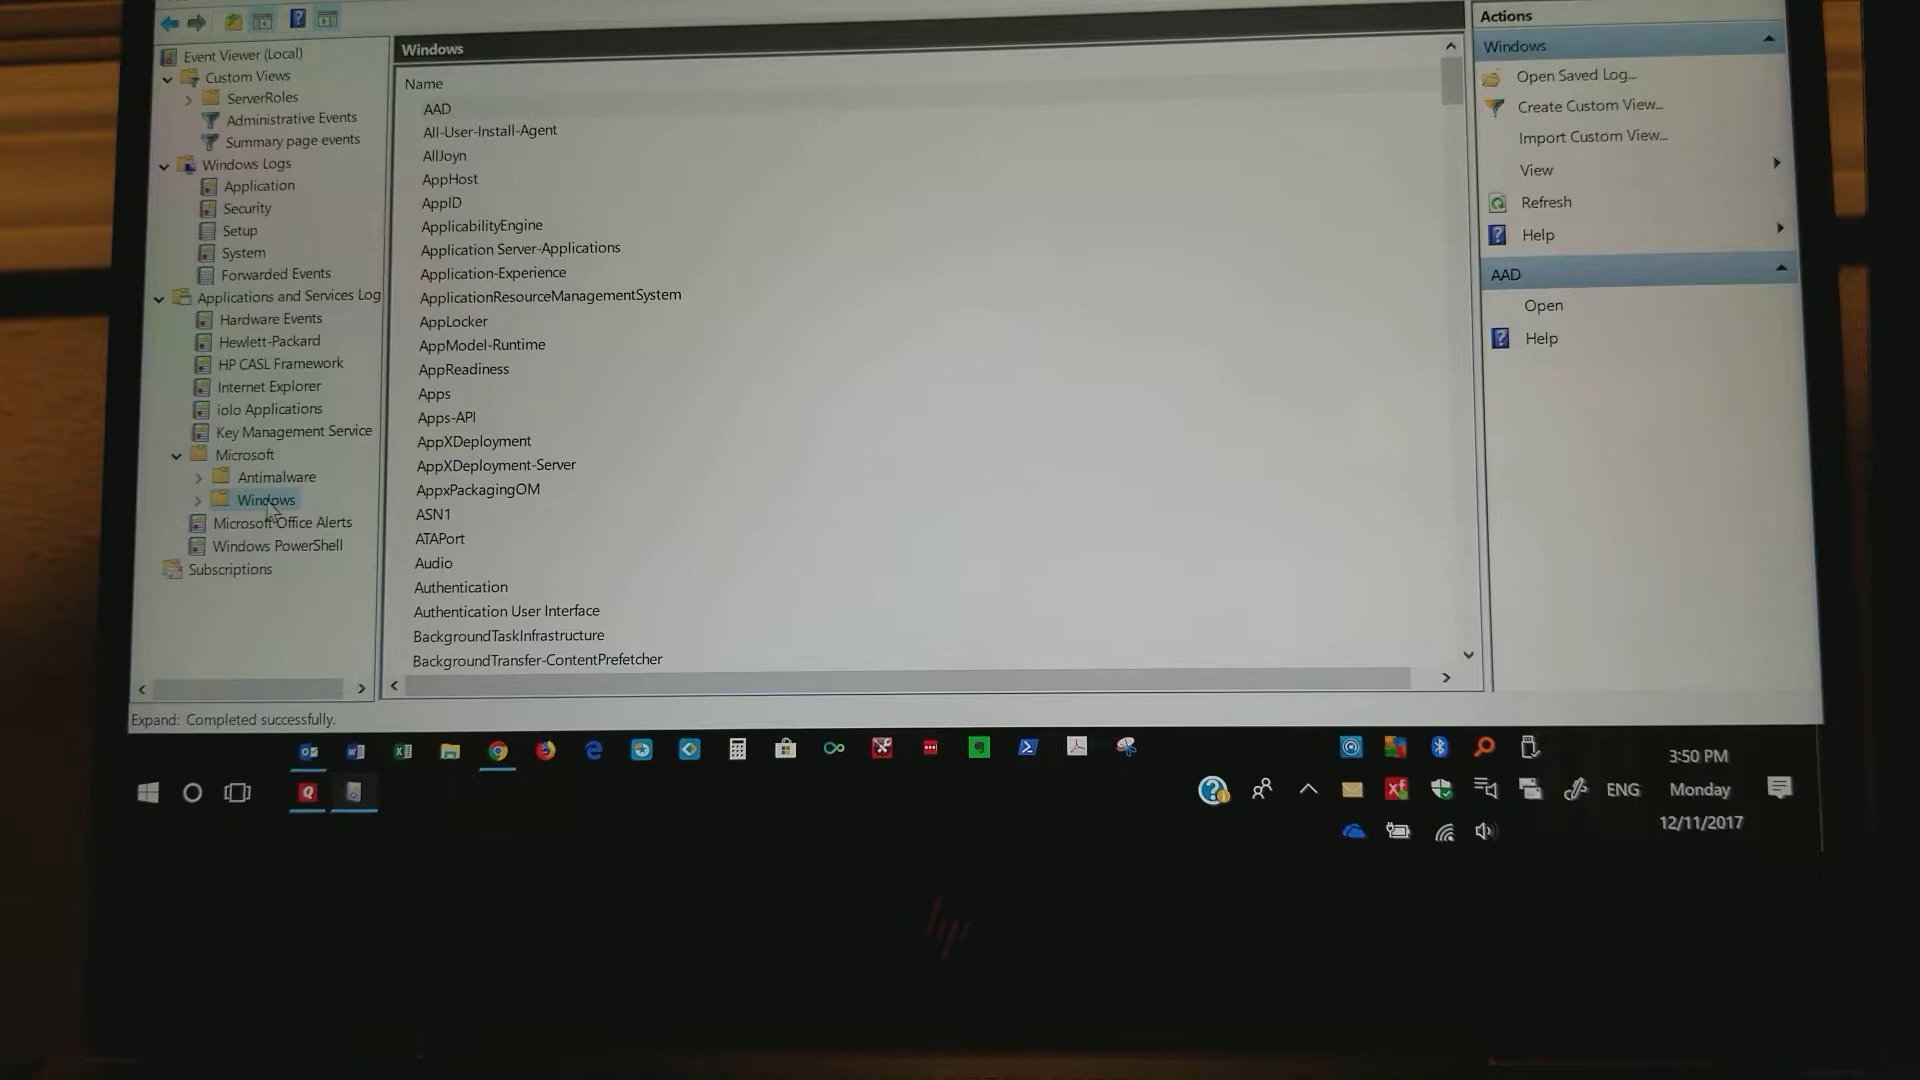 Event Viewer (Local)
Custom Views
ServerRoles
Administrative Events
Summary page events
Windows Logs
Application
Security
Setup
System
Forwarded Events
Applications and Services Log
Hardware Events
Hewlett-Packard
HP CASL Framework
Internet Explorer
iolo Applications
Key Management Service
Microsoft
Antimalware
Windows
Microsoft Office Alerts
Windows PowerShell
Subscriptions
Windows
Name
AAD
All-User-Install-Agent
AllJoyn
AppHost
AppID
ApplicabilityEngine
Application Server-Applications
Application-Experience
ApplicationResourceManagementSystem
AppLocker
AppModel-Runtime
AppReadiness
Apps
Apps-API
AppXDeployment
AppXDeployment-Server
AppxPackagingOM
ASN1
ATAPort
Audio
Authentication
Authentication User Interface
BackgroundTaskInfrastructure
BackgroundTransfer-ContentPrefetcher
Actions
Windows
Open Saved Log...
Create Custom View...
Import Custom View...
View
Refresh
Help
AAD
Open
Help
Expand: Completed successfully.
ENG
3:50 PM
Monday
12/11/2017
hp